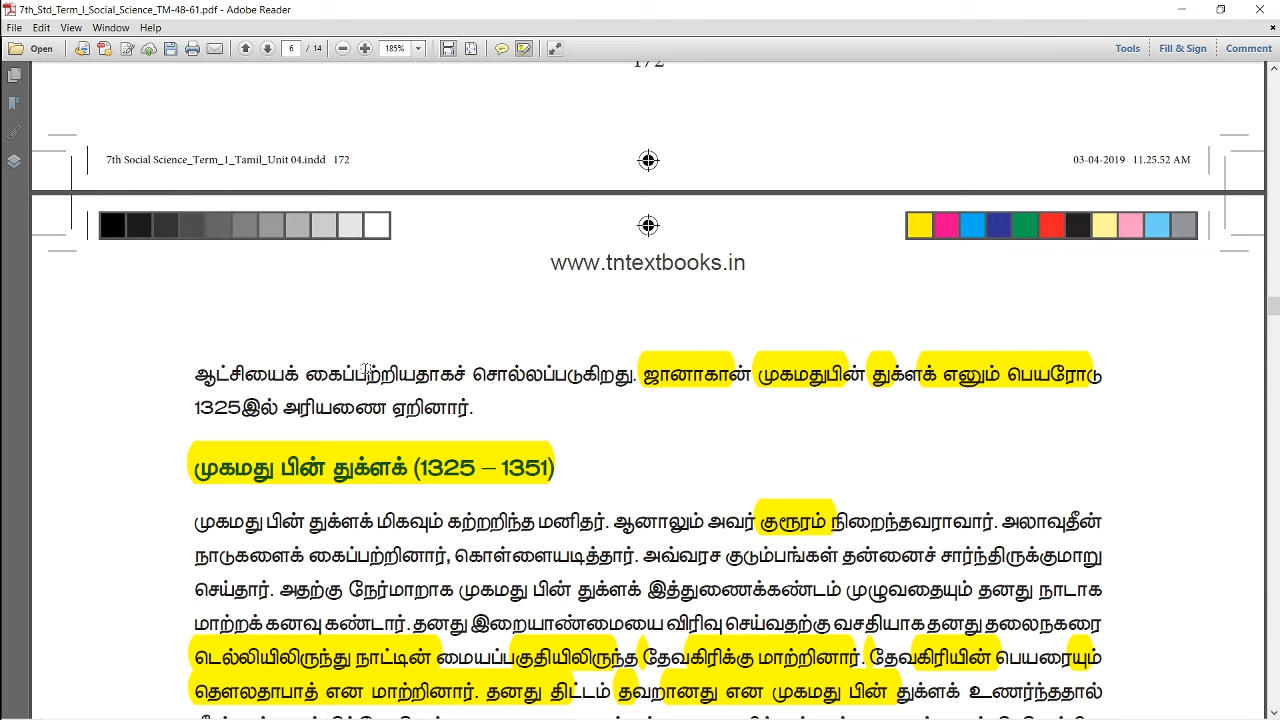 7th_Std_Term_I_Social_Science_TM-48-61.pdf - Adobe Reader
File Edit View Window Help
Open 6 / 14 185% Tools Fill & Sign Comment
172
7th Social Science_Term_1_Tamil_Unit 04.indd 172 03-04-2019 11.25.52 AM
www.tntextbooks.in
ஆட்சியைக் கைப்பற்றியதாகச் சொல்லப்படுகிறது. ஜானாகான் முகமதுபின் துக்ளக் எனும் பெயரோடு
1325இல் அரியணை ஏறினார்.
முகமது பின் துக்ளக் (1325 – 1351)
முகமது பின் துக்ளக் மிகவும் கற்றறிந்த மனிதர். ஆனாலும் அவர் குரூரம் நிறைந்தவராவார். அலாவுதீன்
நாடுகளைக் கைப்பற்றினார், கொள்ளையடித்தார். அவ்வரச குடும்பங்கள் தன்னைச் சார்ந்திருக்குமாறு
செய்தார். அதற்கு நேர்மாறாக முகமது பின் துக்ளக் இத்துணைக்கண்டம் முழுவதையும் தனது நாடாக
மாற்றக் கனவு கண்டார். தனது இறையாண்மையை விரிவு செய்வதற்கு வசதியாக தனது தலைநகரை
டெல்லியிலிருந்து நாட்டின் மையப்பகுதியிலிருந்த தேவகிரிக்கு மாற்றினார். தேவகிரியின் பெயரையும்
தௌலதாபாத் என மாற்றினார். தனது திட்டம் தவறானது என முகமது பின் துக்ளக் உணர்ந்ததால்